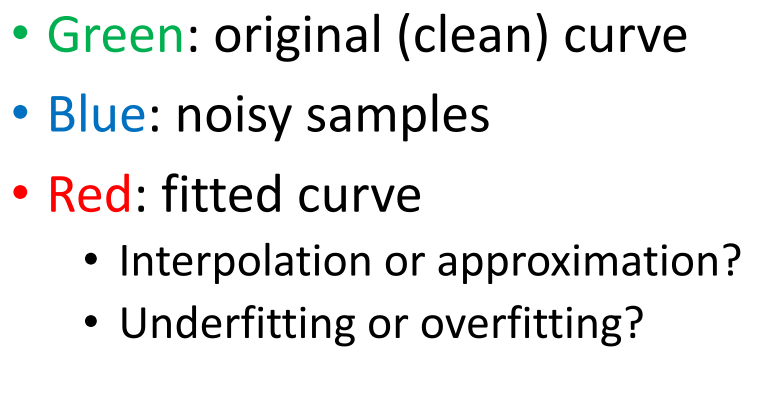 • Green: original (clean) curve
• Blue: noisy samples
• Red: fitted curve
• Interpolation or approximation?
• Underfitting or overfitting?